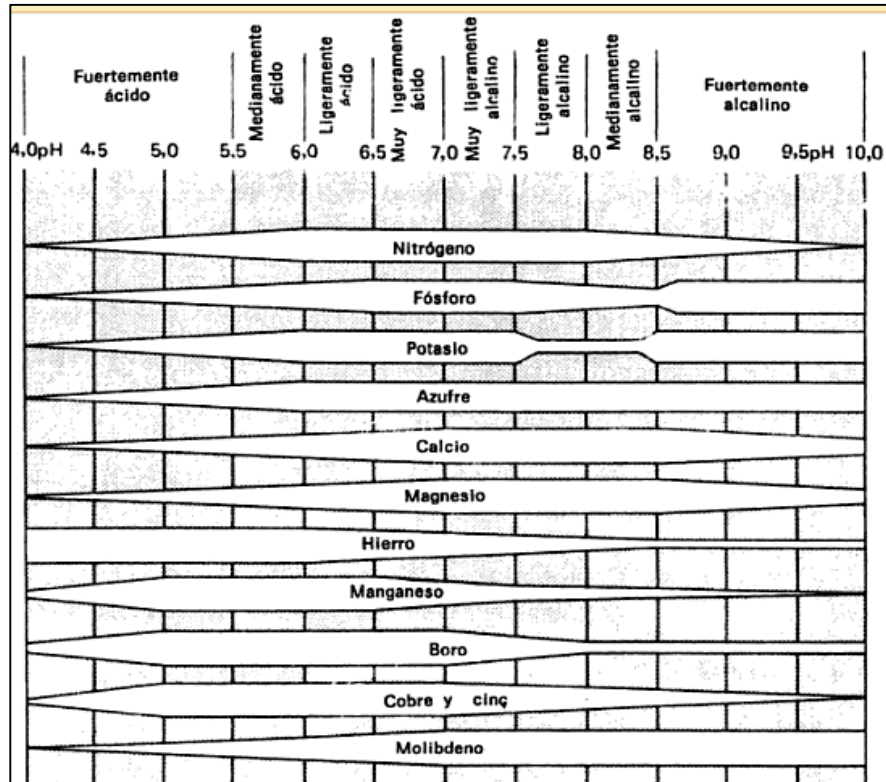 Fuertemente
ácido
Medianamente
ácido
Ligeramente
ácido
Muy ligeramente
ácido
Muy ligeramente
alcalino
Ligeramente
alcalino
Medianamente
alcalino
Fuertemente
alcalino
4,0pH 4.5 5,0 5.5 6,0 6,5 7,0 7,5 8,0 8,5 9,0 9,5pH 10,0
Nitrógeno
Fósforo
Potasio
Azufre
Calcio
Magnesio
Hierro
Manganeso
Boro
Cobre y cinç
Molibdeno